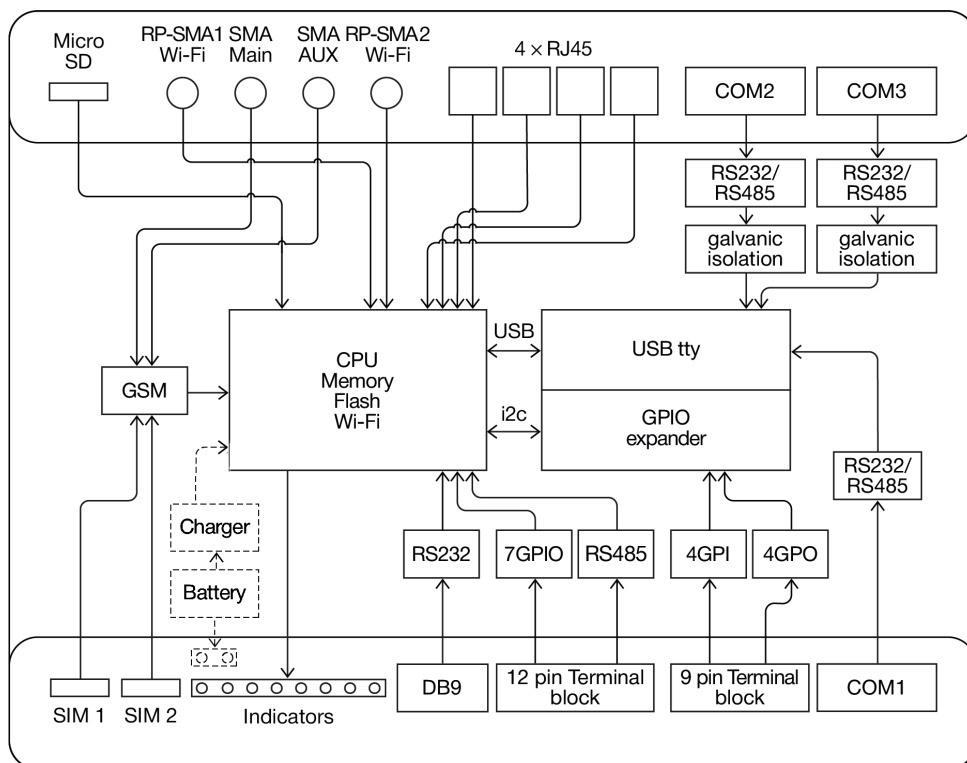 Micro
SD
RP-SMA1
Wi-Fi
SMA
Main
SMA
AUX
RP-SMA2
Wi-Fi
4 × RJ45
COM2
COM3
RS232/
RS485
RS232/
RS485
galvanic
isolation
galvanic
isolation
CPU
Memory
Flash
Wi-Fi
USB
i2c
USB tty
GPIO
expander
GSM
RS232/
RS485
Charger
Battery
RS232
7GPIO
RS485
4GPI
4GPO
SIM 1
SIM 2
Indicators
DB9
12 pin Terminal
block
9 pin Terminal
block
COM1